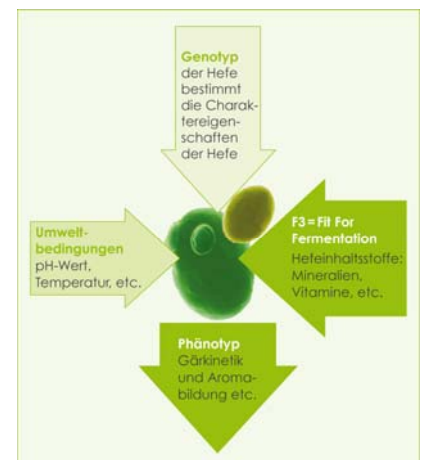 Genotyp
der Hefe
bestimmt
die Charak-
tereigen-
schaften
der Hefe
Umwelt-
bedingungen
pH-Wert,
Temperatur, etc.
F3=Fit For
Fermentation
Hefeinhaltsstoffe:
Mineralien,
Vitamine, etc.
Phänotyp
Gärkinetik
und Aroma-
bildung etc.